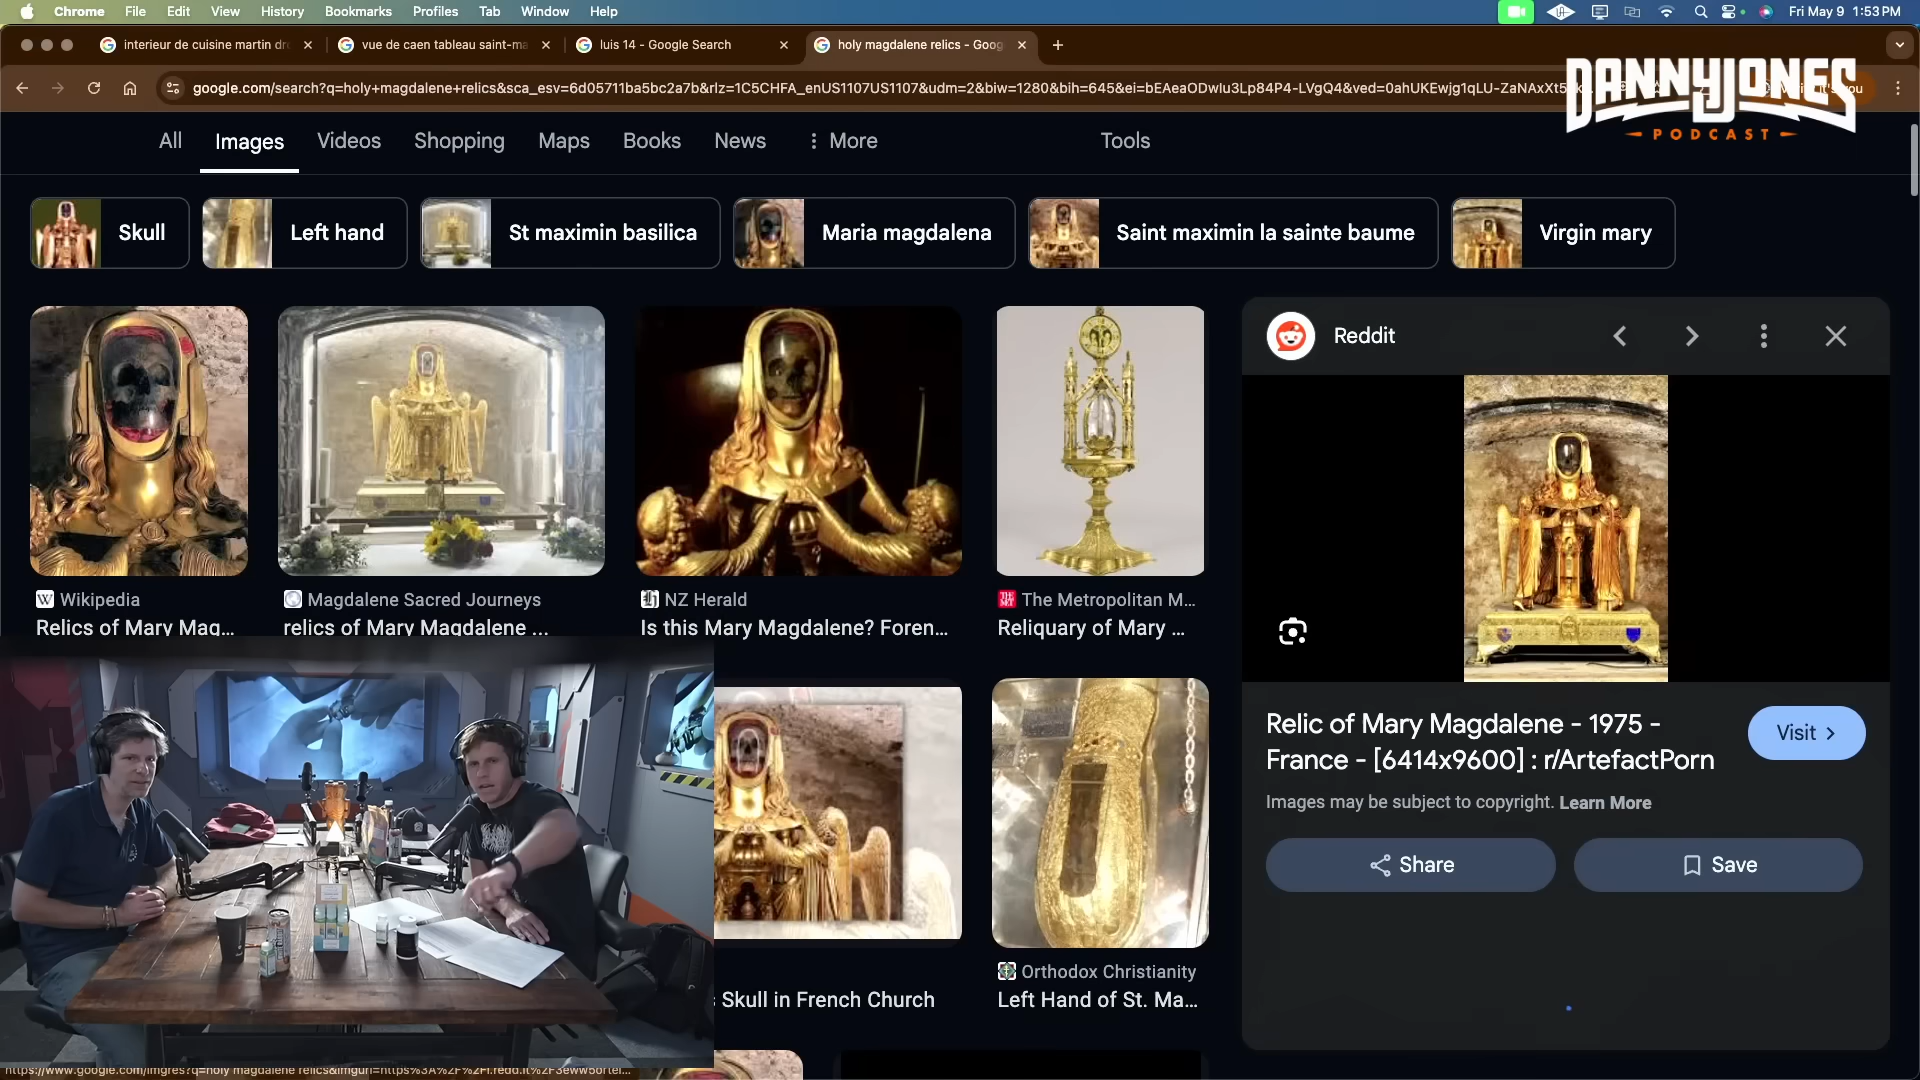 Chrome File Edit View History Bookmarks Profiles Tab Window Help Fri May 9 1:53 PM
interieur de cuisine martin dr vue de caen tableau saint-ma luis 14 - Google Search holy magdalene relics - Goog
google.com/search?q=holy+magdalene+relics&sca_esv=6d05711ba5bc2a7b&rlz=1C5CHFA_enUS1107US1107&udm=2&biw=1280&bih=645&ei=bEAeaODwIu3Lp84P4-LVgQ4&ved=0ahUKEwjg1qLU-ZaNAxXt5
DANNY JONES
PODCAST
All Images Videos Shopping Maps Books News More Tools
Skull Left hand St maximin basilica Maria magdalena Saint maximin la sainte baume Virgin mary
Reddit
Wikipedia
Relics of Mary Mag...
Magdalene Sacred Journeys
relics of Mary Magdalene ...
NZ Herald
Is this Mary Magdalene? Foren...
The Metropolitan M...
Reliquary of Mary ...
Relic of Mary Magdalene - 1975 -
France - [6414x9600] : r/ArtefactPorn
Visit
Images may be subject to copyright. Learn More
Share Save
Skull in French Church
Orthodox Christianity
Left Hand of St. Ma...